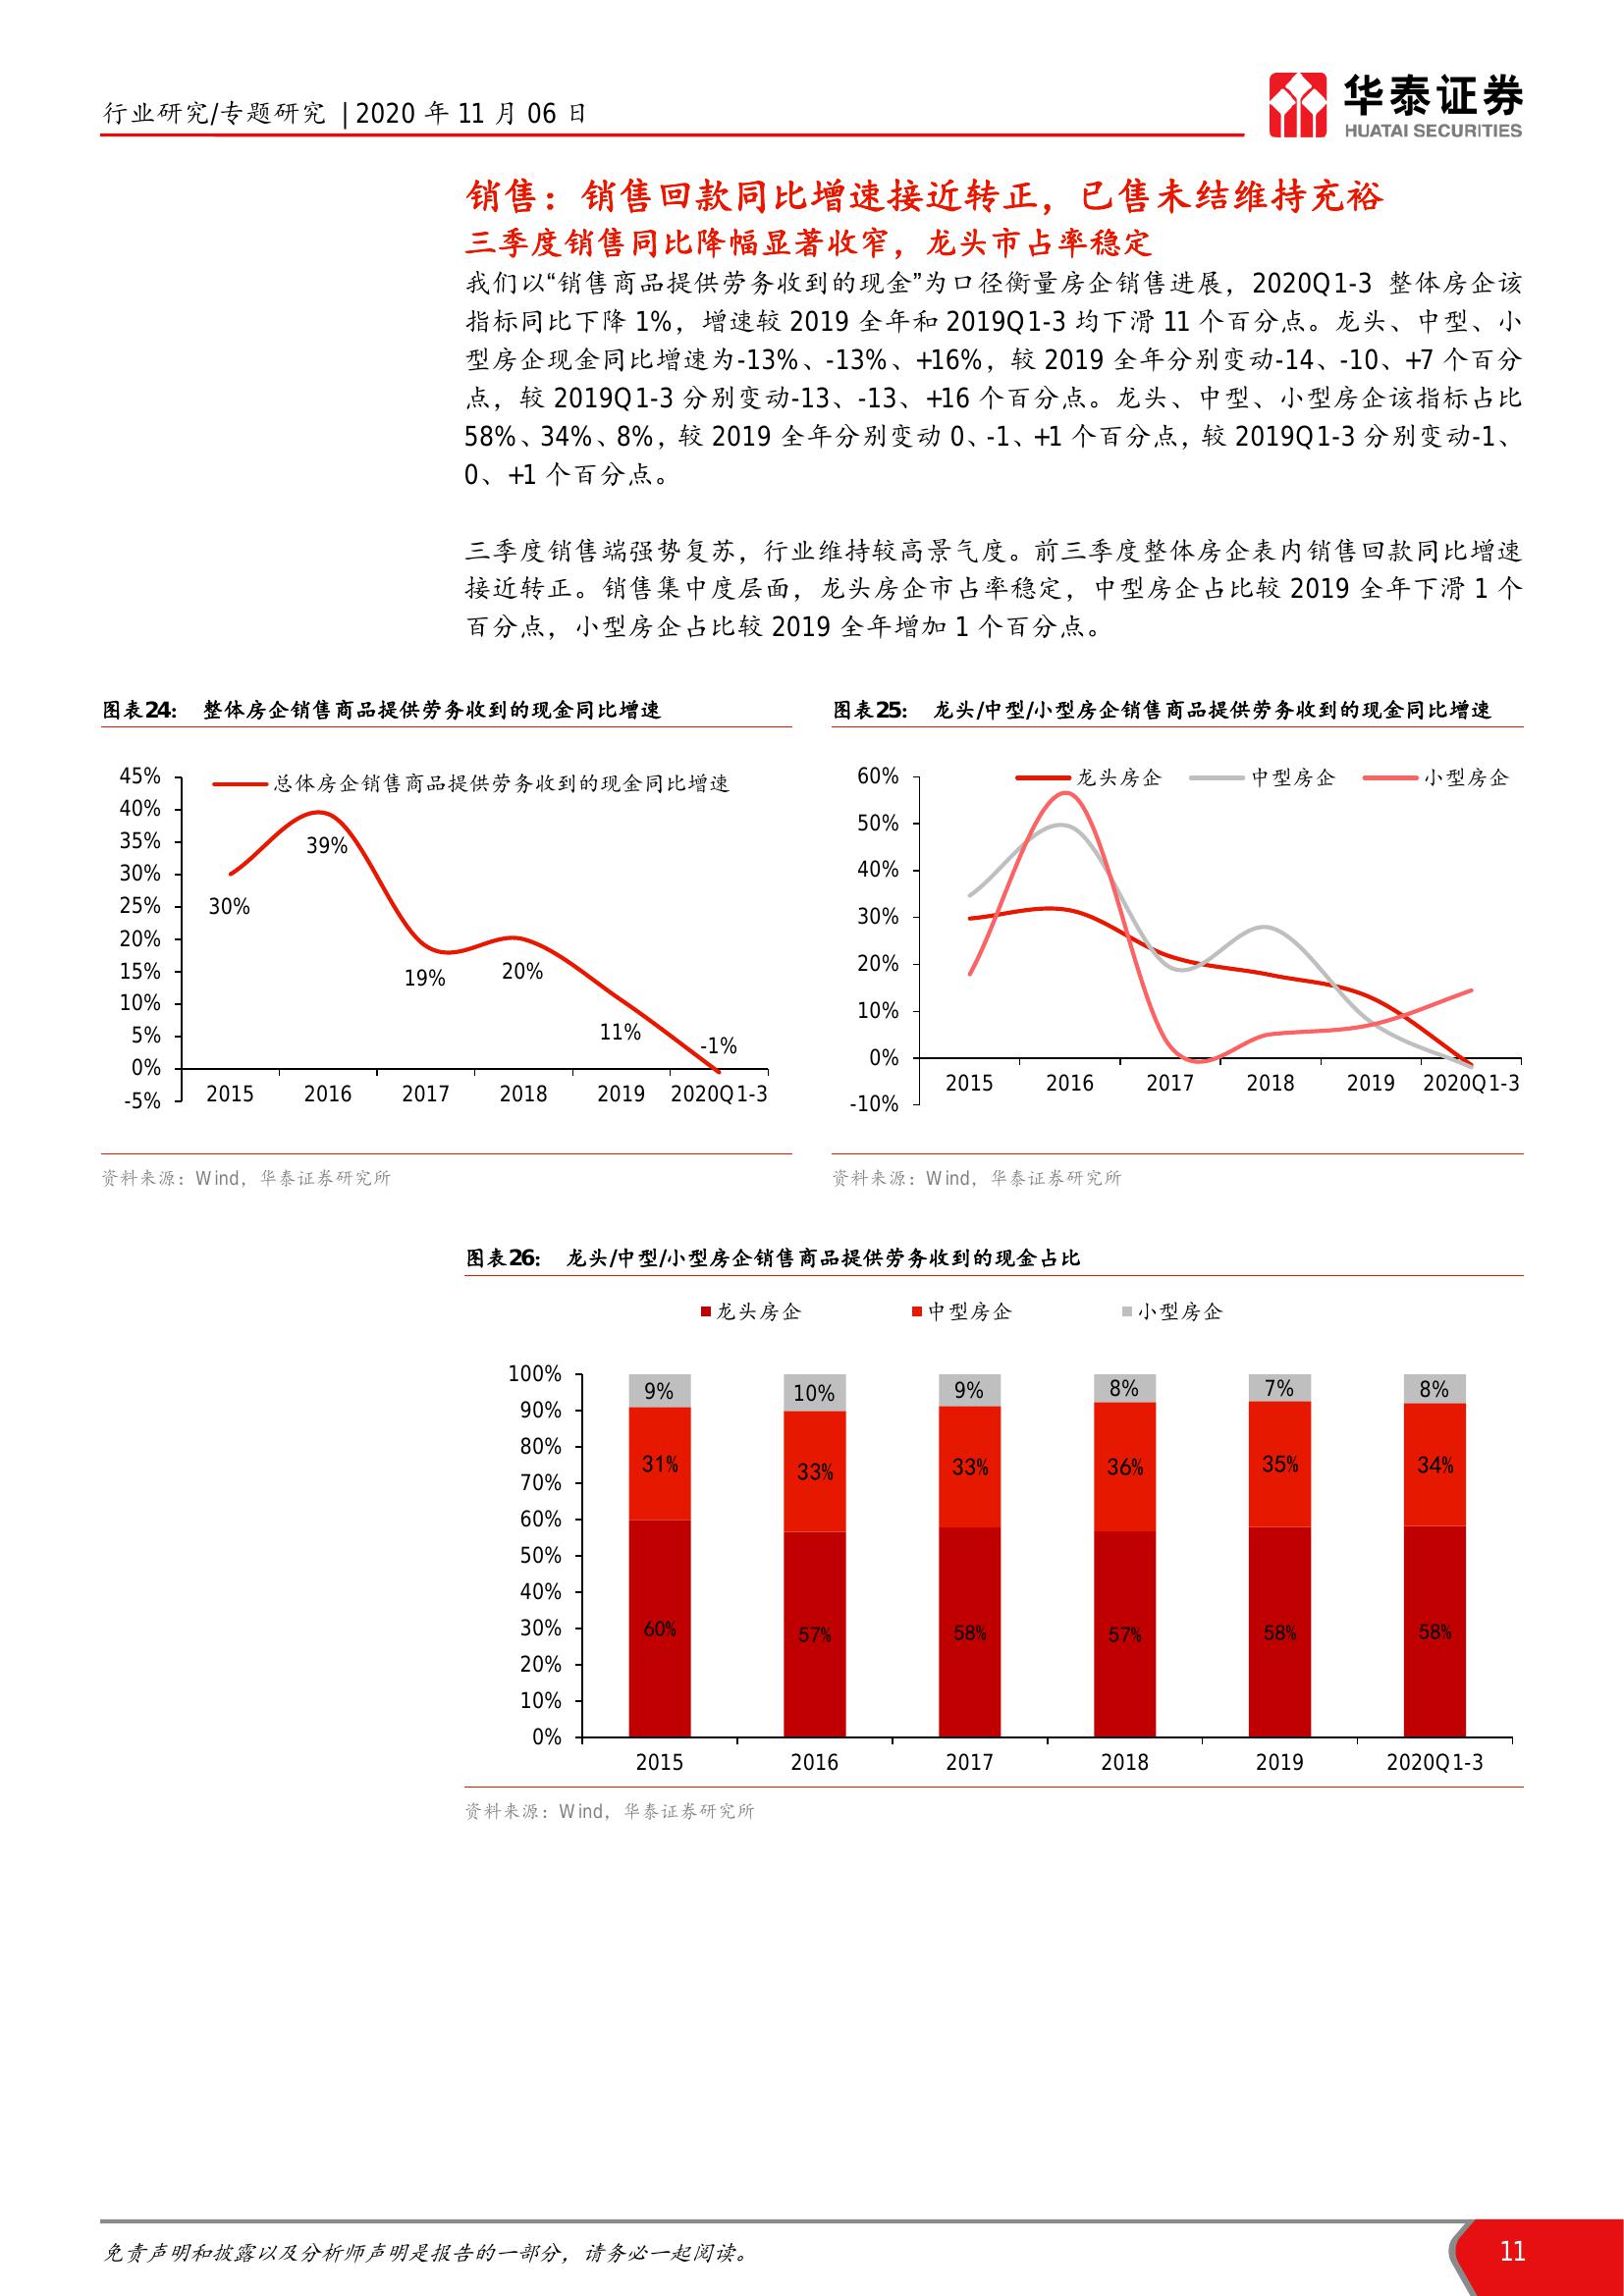 行业研究/专题研究 | 2020 年 11 月 06 日
华泰证券
HUATAI SECURITIES
销售：销售回款同比增速接近转正，已售未结维持充裕
三季度销售同比降幅显著收窄，龙头市占率稳定
我们以“销售商品提供劳务收到的现金”为口径衡量房企销售进展，2020Q1-3 整体房企该
指标同比下降 1%，增速较 2019 全年和 2019Q1-3 均下滑 11 个百分点。龙头、中型、小
型房企现金同比增速为-13%、-13%、+16%，较 2019 全年分别变动-14、-10、+7 个百分
点，较 2019Q1-3 分别变动-13、-13、+16 个百分点。龙头、中型、小型房企该指标占比
58%、34%、8%，较 2019 全年分别变动 0、-1、+1 个百分点，较 2019Q1-3 分别变动-1、
0、+1 个百分点。
三季度销售端强势复苏，行业维持较高景气度。前三季度整体房企表内销售回款同比增速
接近转正。销售集中度层面，龙头房企市占率稳定，中型房企占比较 2019 全年下滑 1 个
百分点，小型房企占比较 2019 全年增加 1 个百分点。
图表24： 整体房企销售商品提供劳务收到的现金同比增速
总体房企销售商品提供劳务收到的现金同比增速
45%
40%
35%
30%
25%
20%
15%
10%
5%
0%
-5%
30%
39%
19%
20%
11%
-1%
2015 2016 2017 2018 2019 2020Q1-3
资料来源：Wind，华泰证券研究所
图表25： 龙头/中型/小型房企销售商品提供劳务收到的现金同比增速
龙头房企 中型房企 小型房企
60%
50%
40%
30%
20%
10%
0%
-10%
2015 2016 2017 2018 2019 2020Q1-3
资料来源：Wind，华泰证券研究所
图表26： 龙头/中型/小型房企销售商品提供劳务收到的现金占比
龙头房企 中型房企 小型房企
100%
90%
80%
70%
60%
50%
40%
30%
20%
10%
0%
9% 10% 9% 8% 7% 8%
31% 33% 33% 36% 35% 34%
60% 57% 58% 57% 58% 58%
2015 2016 2017 2018 2019 2020Q1-3
资料来源：Wind，华泰证券研究所
免责声明和披露以及分析师声明是报告的一部分，请务必一起阅读。
11